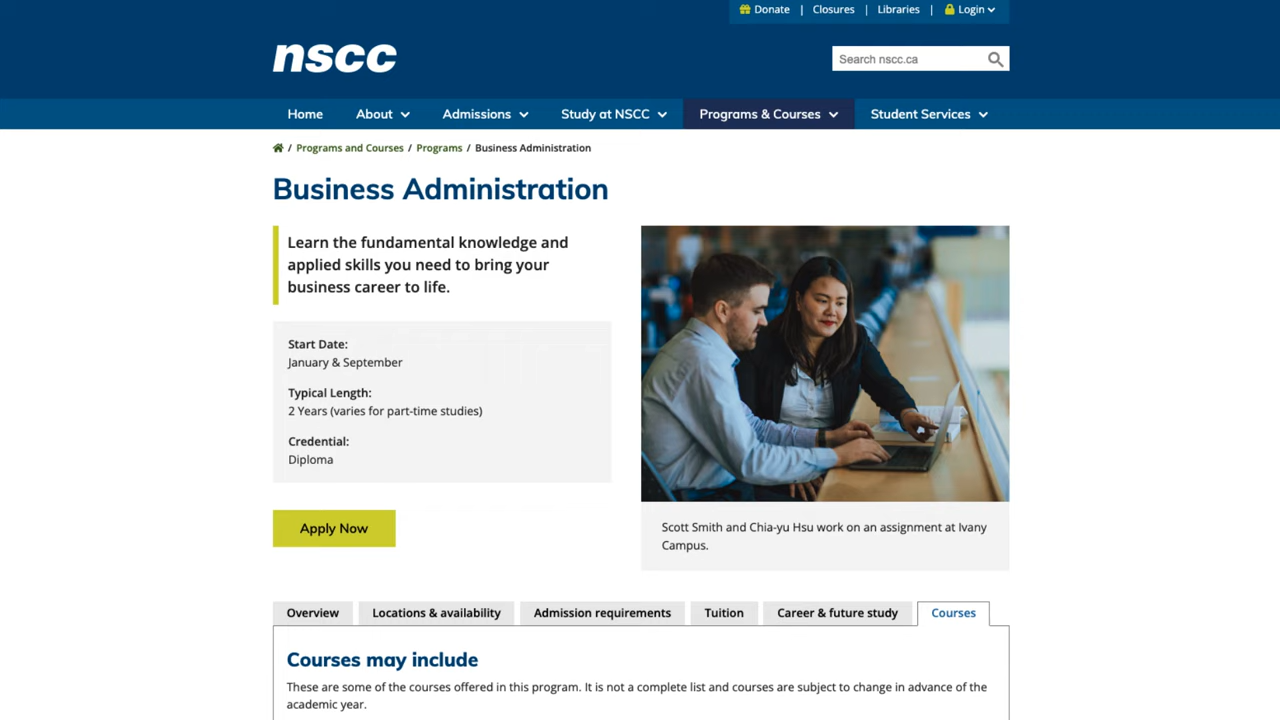 Donate | Closures | Libraries | Login
nscc
Search nscc.ca
Home About Admissions Study at NSCC Programs & Courses Student Services
/ Programs and Courses / Programs / Business Administration
Business Administration
Learn the fundamental knowledge and
applied skills you need to bring your
business career to life.
Start Date:
January & September
Typical Length:
2 Years (varies for part-time studies)
Credential:
Diploma
Apply Now
Scott Smith and Chia-yu Hsu work on an assignment at Ivany
Campus.
Overview Locations & availability Admission requirements Tuition Career & future study Courses
Courses may include
These are some of the courses offered in this program. It is not a complete list and courses are subject to change in advance of the
academic year.